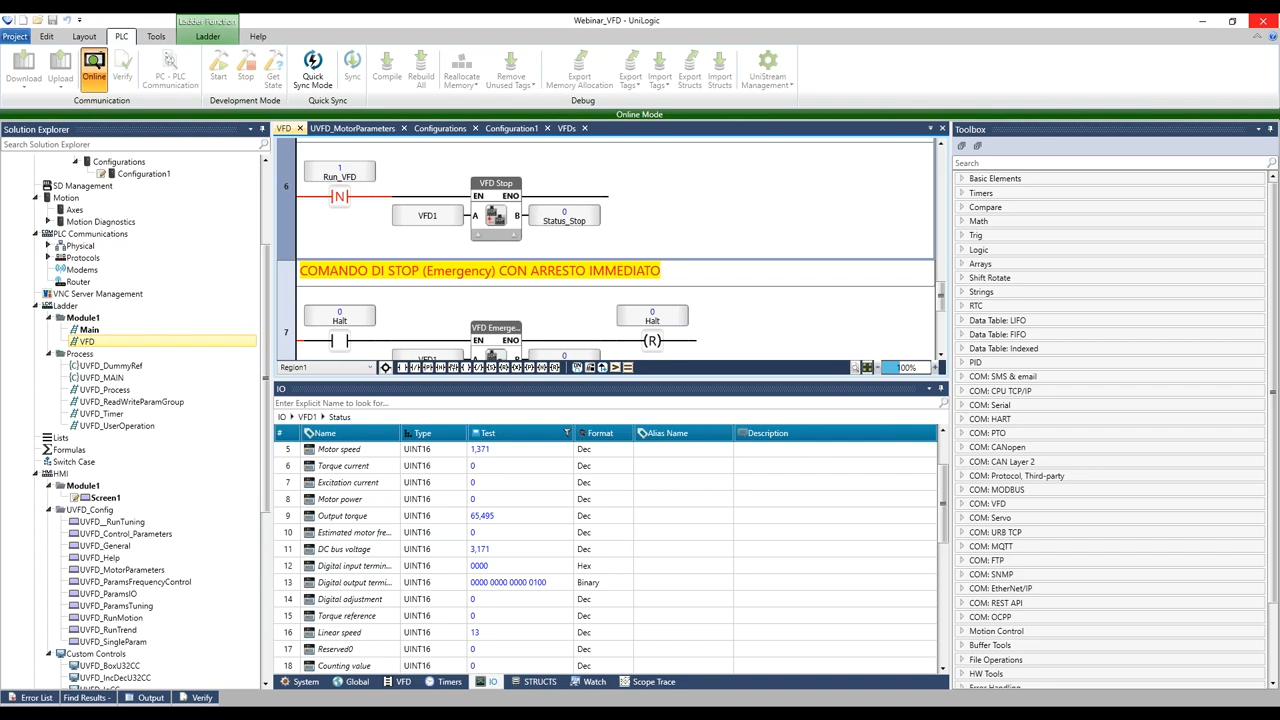 Webinar_VFD - UniLogic
Ladder Function
Project Edit Layout PLC Tools Ladder Help
Download Upload Online Verify PC - PLC Communication Start Stop Get State Quick Sync Mode Sync Compile Rebuild All Reallocate Memory Remove Unused Tags Export Memory Allocation Export Tags Import Tags Export Structs Import Structs UniStream Management
Communication Development Mode Quick Sync Debug
Online Mode
Solution Explorer
Search Solution Explorer
Configurations
Configuration1
SD Management
Motion
Axes
Motion Diagnostics
PLC Communications
Physical
Protocols
Modems
Router
VNC Server Management
Ladder
Module1
Main
VFD
Process
UVFD_DummyRef
UVFD_MAIN
UVFD_Process
UVFD_ReadWriteParamGroup
UVFD_Timer
UVFD_UserOperation
Lists
Formulas
Switch Case
HMI
Module1
Screen1
UVFD_Config
UVFD__RunTuning
UVFD_Control_Parameters
UVFD_General
UVFD_Help
UVFD_MotorParameters
UVFD_ParamsFrequencyControl
UVFD_ParamsIO
UVFD_ParamsTuning
UVFD_RunMotion
UVFD_RunTrend
UVFD_SingleParam
Custom Controls
UVFD_BoxU32CC
UVFD_IncDecU32CC
Error List Find Results - Output Verify
VFD UVFD_MotorParameters Configurations Configuration1 VFDs
6
1
Run_VFD
N
VFD Stop
EN ENO
VFD1 A B 0
Status_Stop
COMANDO DI STOP (Emergency) CON ARRESTO IMMEDIATO
7
0
Halt
VFD Emerge...
EN ENO
0
Halt
(R)
VFD1 0
Region1 100%
IO
Enter Explicit Name to look for...
IO VFD1 Status
# Name Type Test Format Alias Name Description
5 Motor speed UINT16 1,371 Dec
6 Torque current UINT16 0 Dec
7 Excitation current UINT16 0 Dec
8 Motor power UINT16 0 Dec
9 Output torque UINT16 65,495 Dec
10 Estimated motor fre... UINT16 0 Dec
11 DC bus voltage UINT16 3,171 Dec
12 Digital input termin... UINT16 0000 Hex
13 Digital output termi... UINT16 0000 0000 0000 0100 Binary
14 Digital adjustment UINT16 0 Dec
15 Torque reference UINT16 0 Dec
16 Linear speed UINT16 13 Dec
17 Reserved0 UINT16 0 Dec
18 Counting value UINT16 0 Dec
System Global VFD Timers IO STRUCTS Watch Scope Trace
Toolbox
Search
Basic Elements
Timers
Compare
Math
Trig
Logic
Arrays
Shift Rotate
Strings
RTC
Data Table: LIFO
Data Table: FIFO
Data Table: Indexed
PID
COM: SMS & email
COM: CPU TCP/IP
COM: Serial
COM: HART
COM: PTO
COM: CANopen
COM: CAN Layer 2
COM: Protocol, Third-party
COM: MODBUS
COM: VFD
COM: Servo
COM: URB TCP
COM: MQTT
COM: FTP
COM: SNMP
COM: EtherNet/IP
COM: REST API
COM: OCPP
Motion Control
Buffer Tools
File Operations
HW Tools
Error Handling